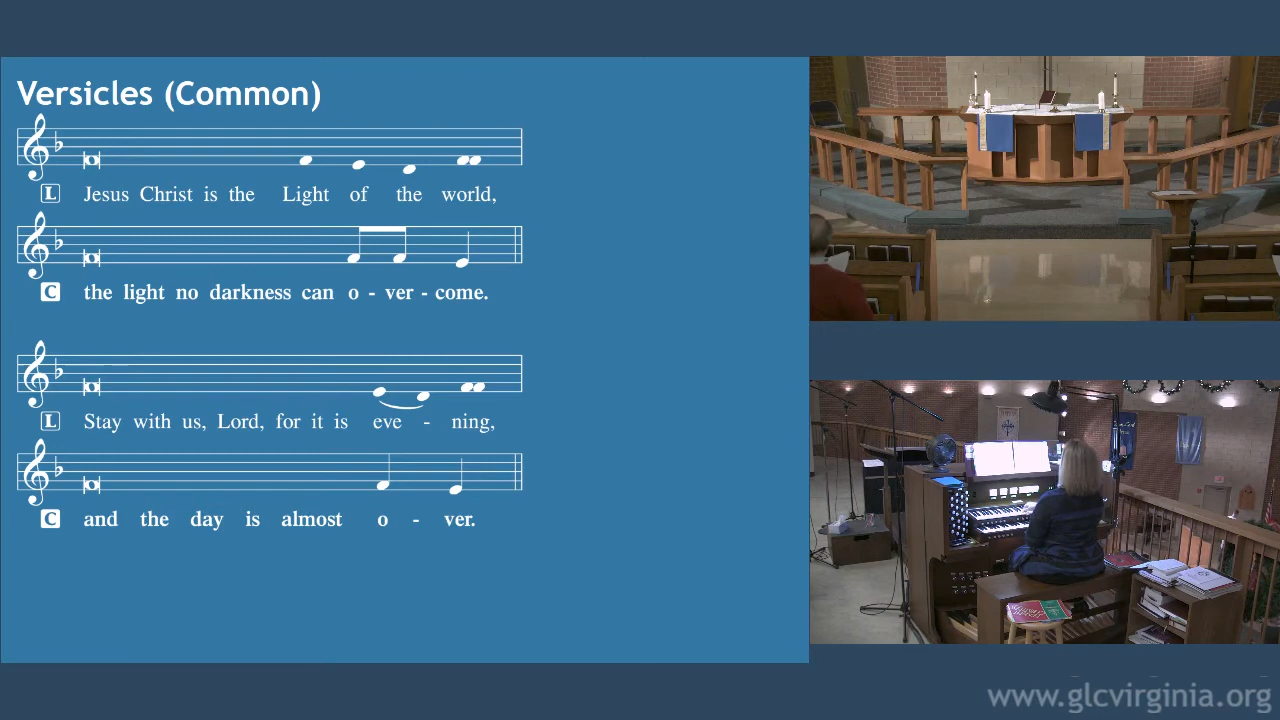 Versicles (Common)
L Jesus Christ is the Light of the world,
C the light no darkness can o - ver - come.
L Stay with us, Lord, for it is eve - ning,
C and the day is almost o - ver.
www.glcvirginia.org